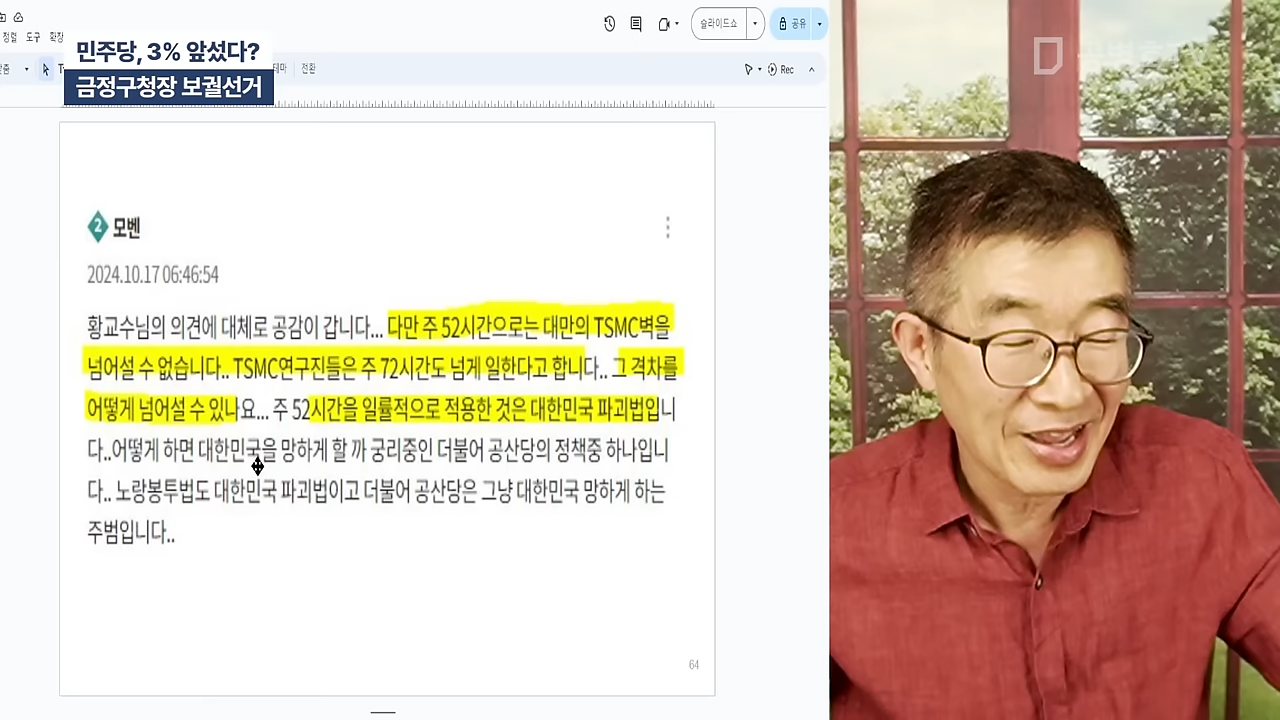 정렬 도구 확장
슬라이드쇼
공유
민주당, 3% 앞섰다?
금정구청장 보궐선거
전환
Rec
2 모벤
2024.10.17 06:46:54
황교수님의 의견에 대체로 공감이 갑니다... 다만 주 52시간으로는 대만의 TSMC벽을
넘어설 수 없습니다.. TSMC연구진들은 주 72시간도 넘게 일한다고 합니다.. 그 격차를
어떻게 넘어설 수 있나요... 주 52시간을 일률적으로 적용한 것은 대한민국 파괴법입니
다..어떻게 하면 대한민국을 망하게 할 까 궁리중인 더불어 공산당의 정책중 하나입니
다.. 노랑봉투법도 대한민국 파괴법이고 더불어 공산당은 그냥 대한민국 망하게 하는
주범입니다..
64